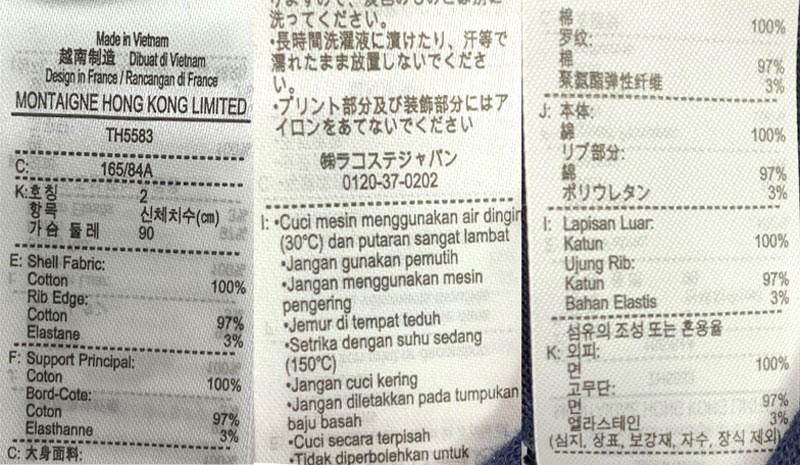 Made in Vietnam
越南制造 Dibuat di Vietnam
Design in France / Rancangan di France
MONTAIGNE HONG KONG LIMITED
TH5583
C: 165/84A
K:호칭 2
항목 신체치수(cm)
가슴 둘레 90
E: Shell Fabric:
Cotton 100%
Rib Edge:
Cotton 97%
Elastane 3%
F: Support Principal:
Coton 100%
Bord-Cote:
Coton 97%
Elasthanne 3%
C: 大身面料:
洗ってください。
•長時間洗濯液に漬けたり、汗等で
濡れたまま放置しないでくださ
い。
•プリント部分及び装飾部分にはア
イロンをあてないでください
㈱ラコステジャパン
0120-37-0202
I: •Cuci mesin menggunakan air dingin
(30°C) dan putaran sangat lambat
•Jangan gunakan pemutih
•Jangan menggunakan mesin
pengering
•Jemur di tempat teduh
•Setrika dengan suhu sedang
(150°C)
•Jangan cuci kering
•Jangan diletakkan pada tumpukan
baju basah
•Cuci secara terpisah
•Tidak diperbolehkan untuk
棉 100%
罗纹:
棉 97%
聚氨酯弹性纤维 3%
J: 本体:
綿 100%
リブ部分:
綿 97%
ポリウレタン 3%
I: Lapisan Luar:
Katun 100%
Ujung Rib:
Katun 97%
Bahan Elastis 3%
섬유의 조성 또는 혼용율
K: 외피:
면 100%
고무단:
면 97%
엘라스테인 3%
(심지, 상표, 보강재, 자수, 장식 제외)